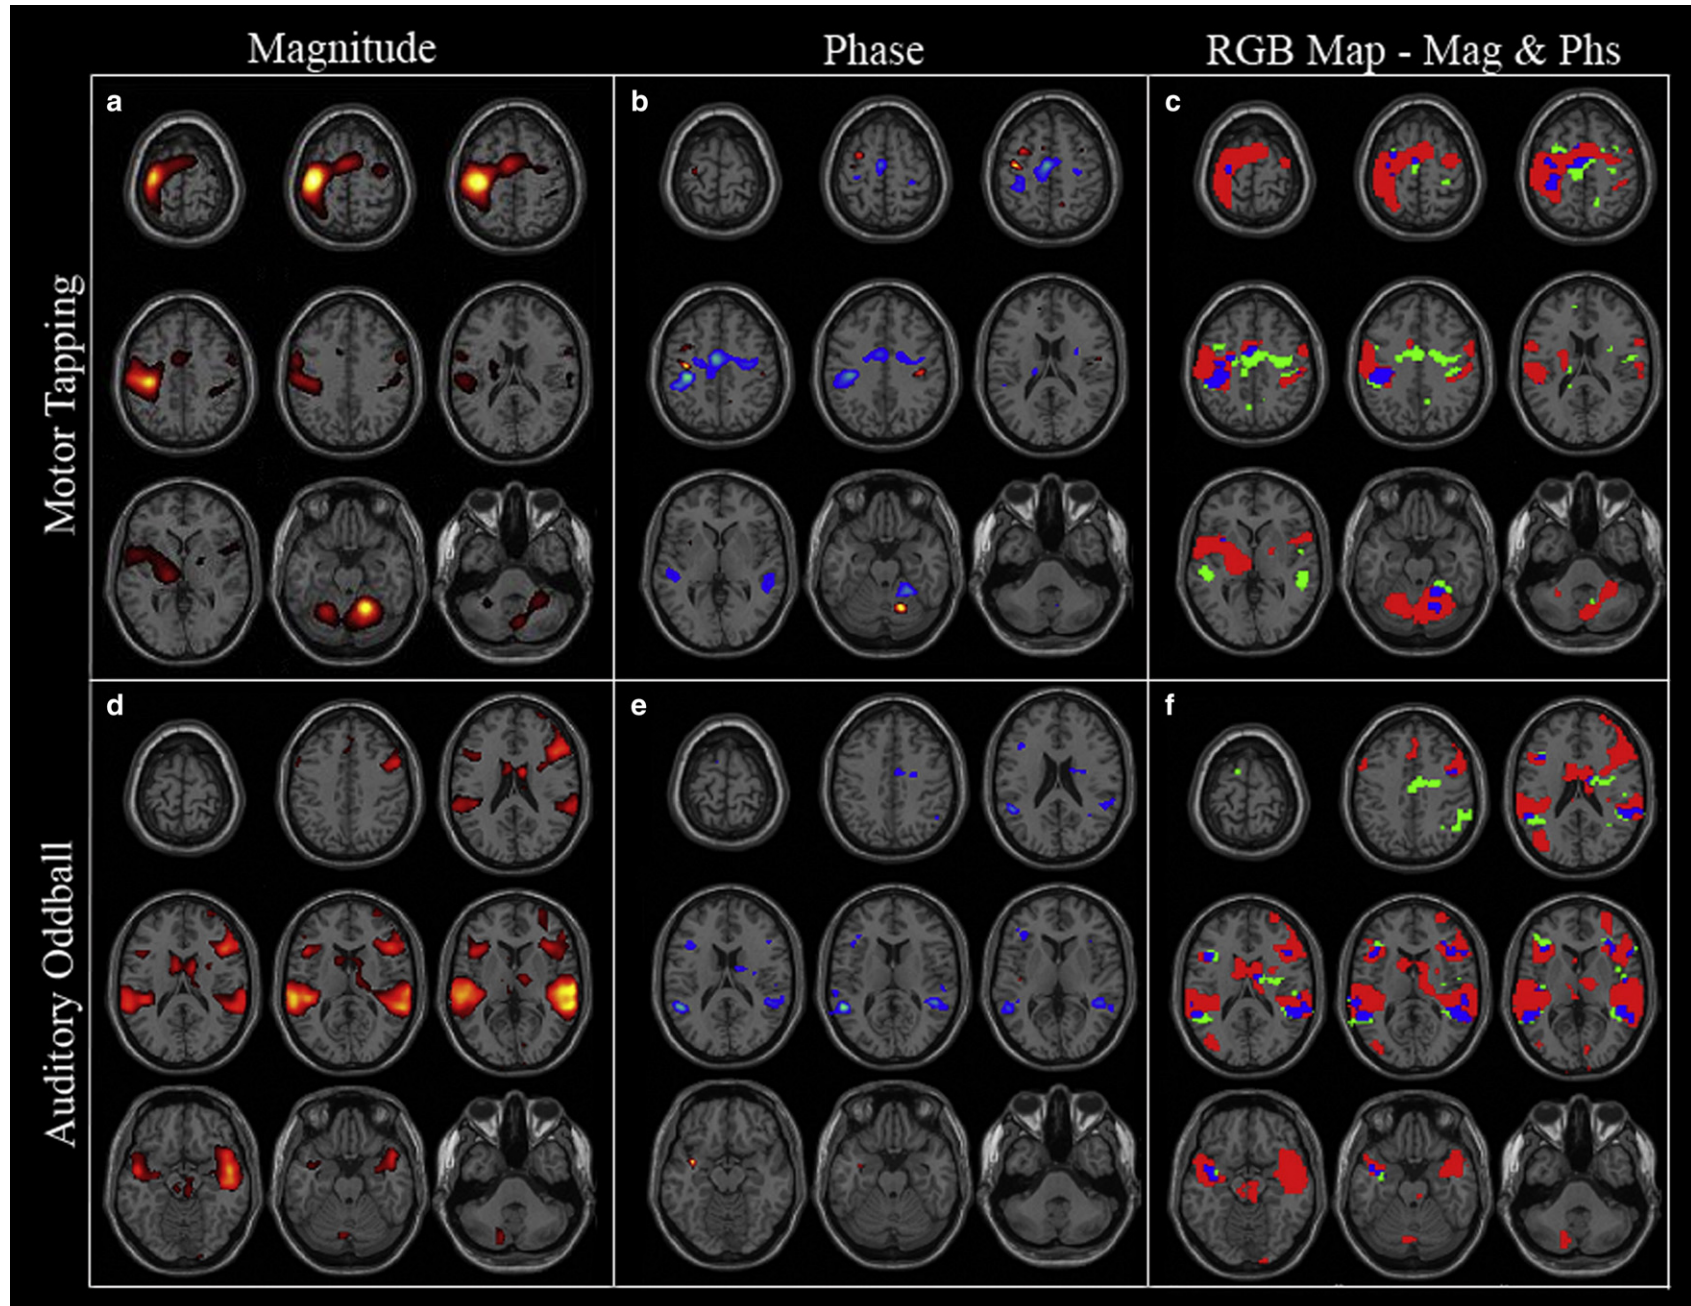 Magnitude
Phase
RGB Map - Mag & Phs
Motor Tapping
a
b
c
Auditory Oddball
d
e
f